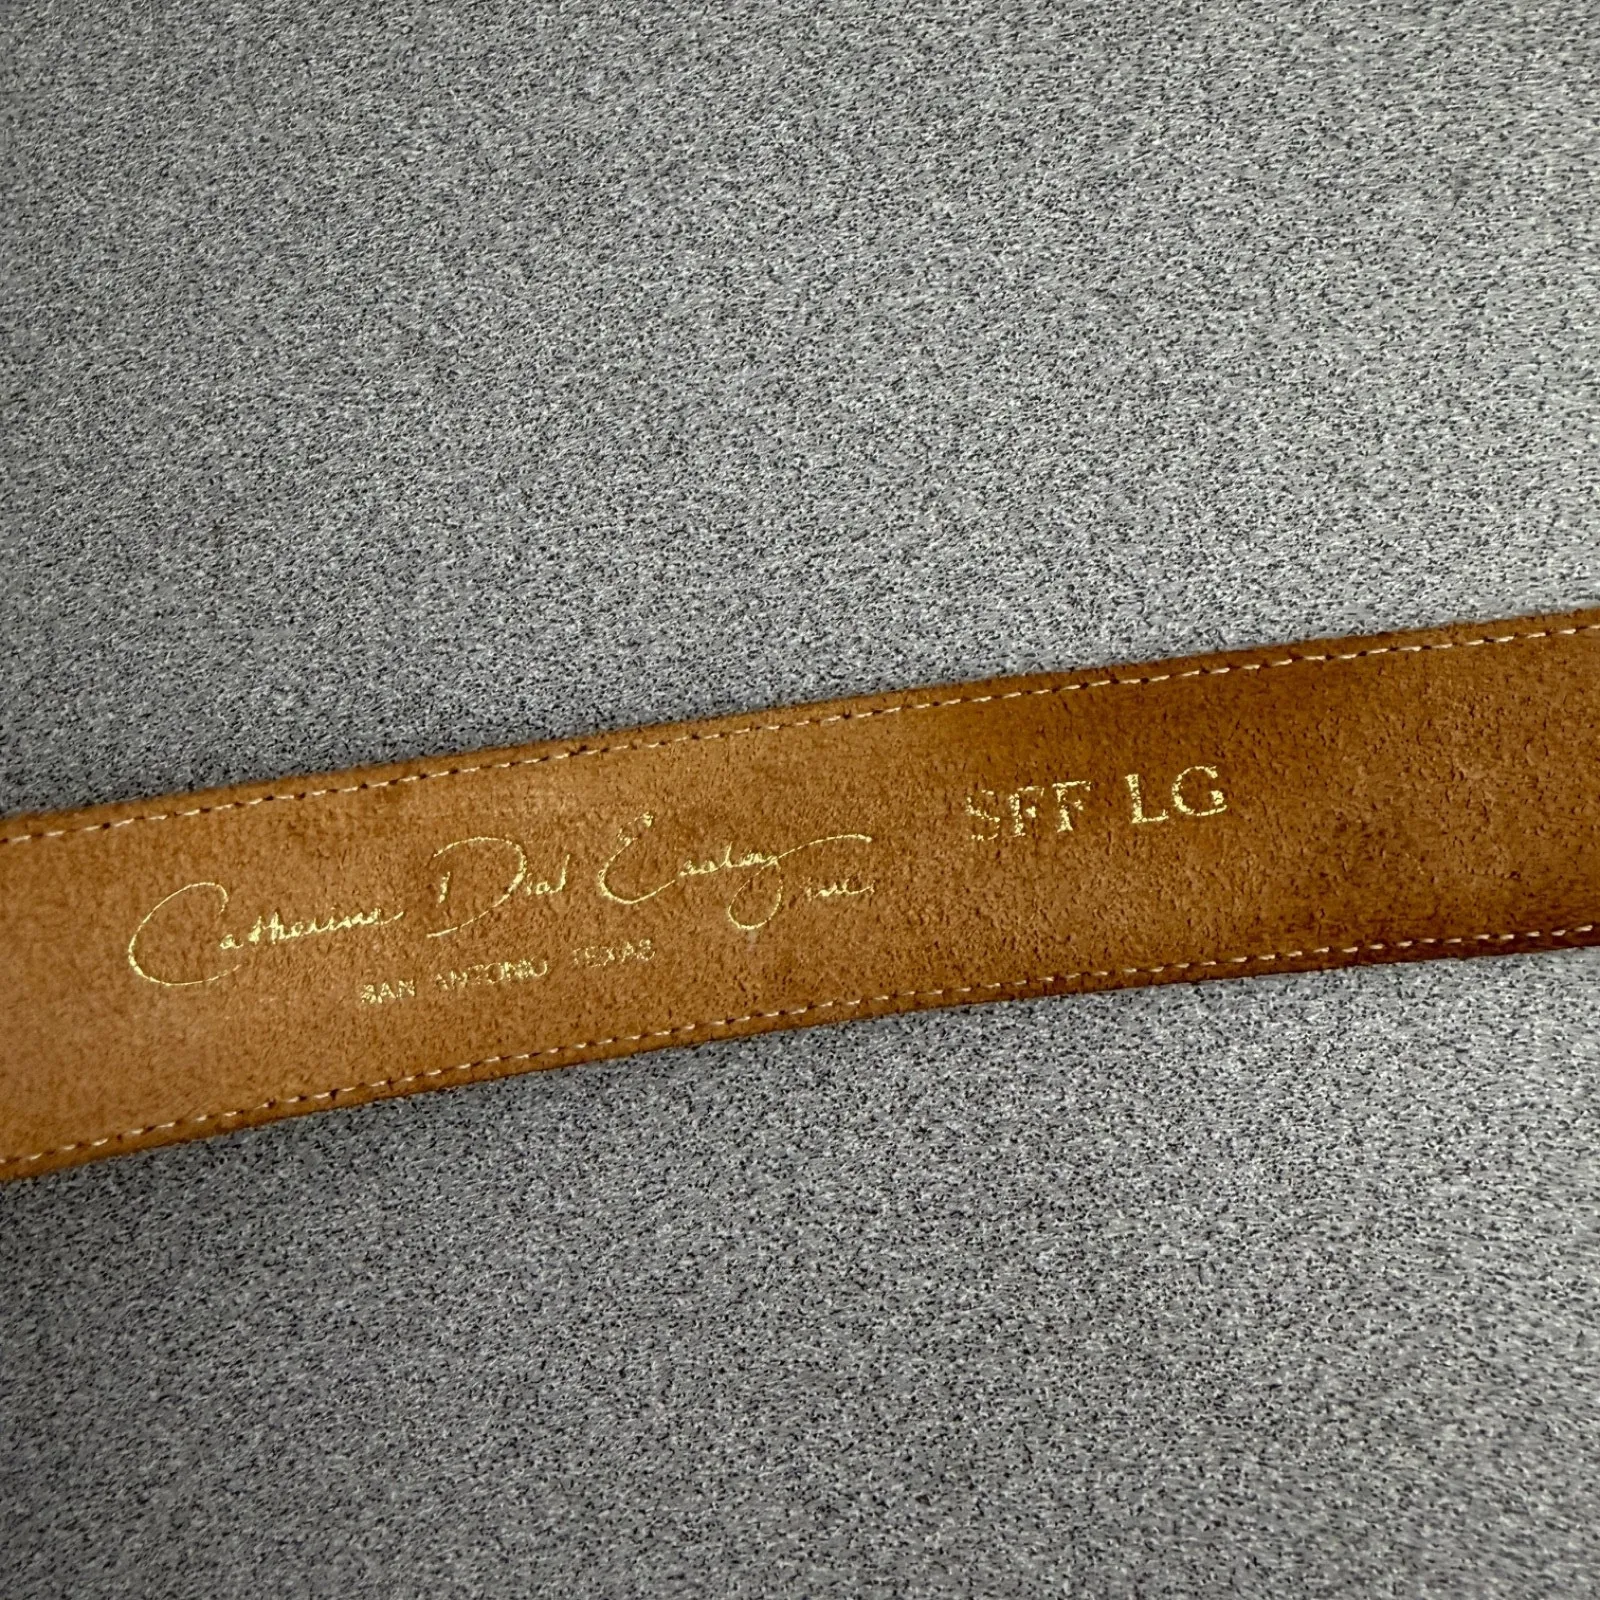 Catherine Dial Easley Inc.
SAN ANTONIO TEXAS
SFF LG